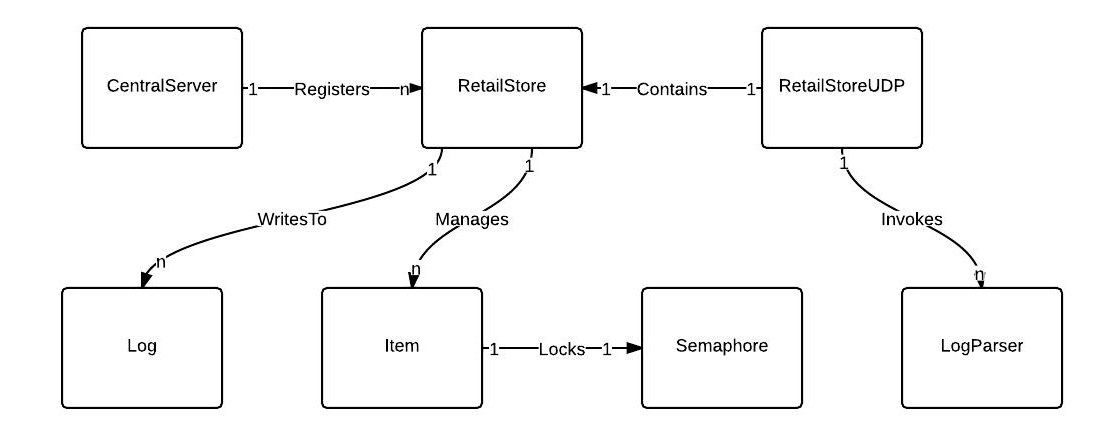 CentralServer
1
Registers
n
RetailStore
1
Contains
1
RetailStoreUDP
1
WritesTo
n
1
Manages
n
1
Invokes
n
Log
Item
1
Locks
1
Semaphore
LogParser